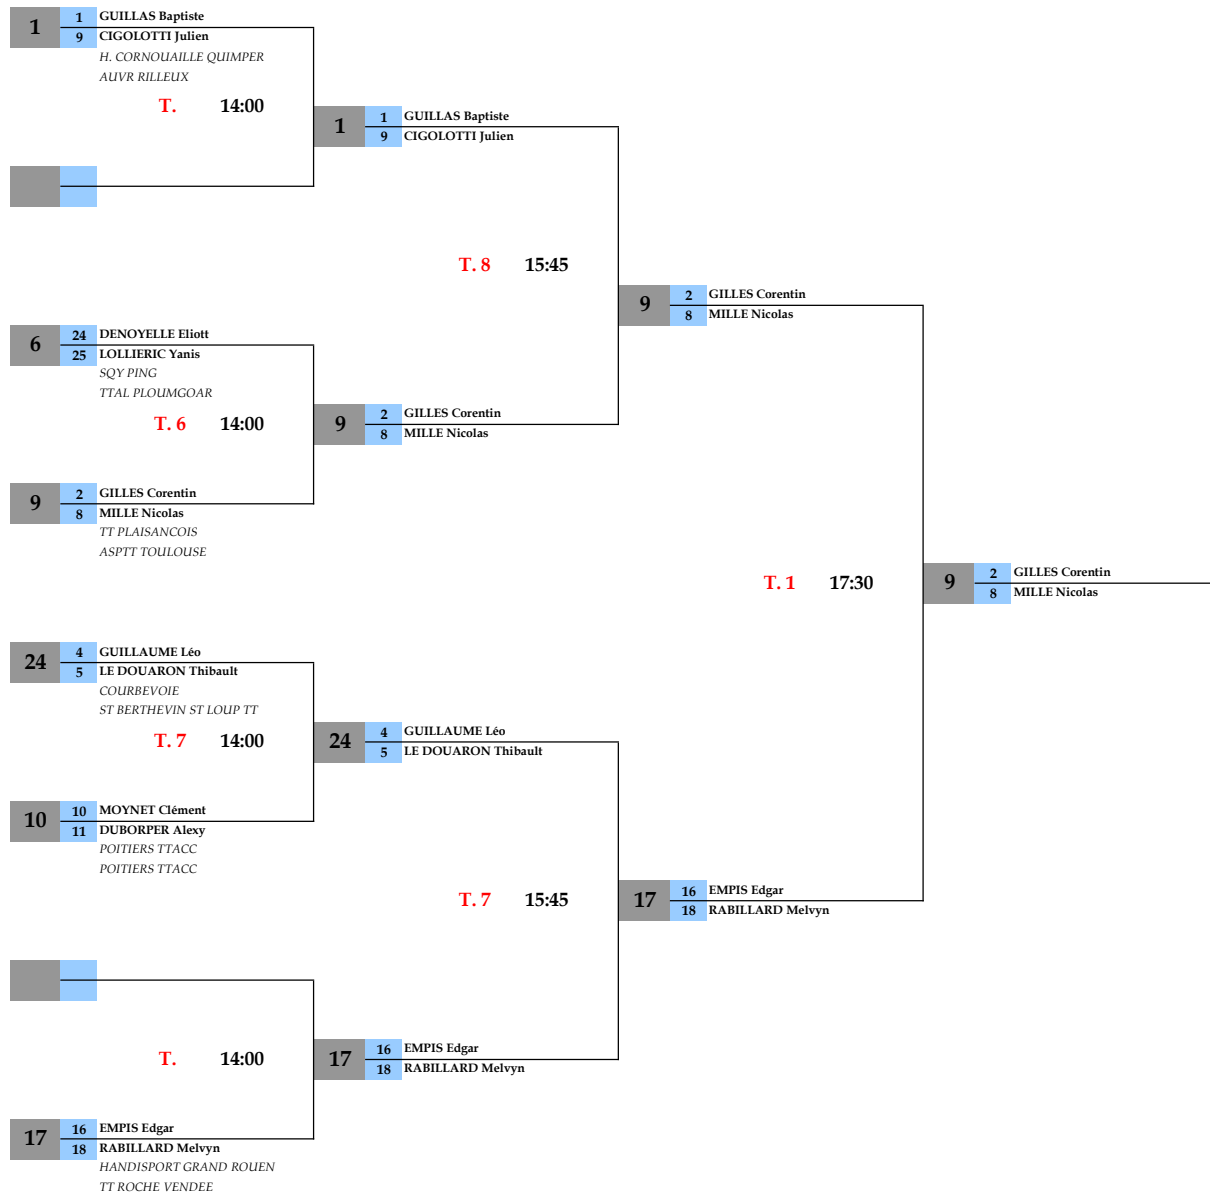 1
1 GUILLAS Baptiste
9 CIGOLOTTI Julien
H. CORNOUAILLE QUIMPER
AUVR RILLEUX
T. 14:00
1
1 GUILLAS Baptiste
9 CIGOLOTTI Julien
T. 8 15:45
9
2 GILLES Corentin
8 MILLE Nicolas
6
24 DENOYELLE Eliott
25 LOLLIERIC Yanis
SQY PING
TTAL PLOUMGOAR
T. 6 14:00
9
2 GILLES Corentin
8 MILLE Nicolas
9
2 GILLES Corentin
8 MILLE Nicolas
TT PLAISANCOIS
ASPTT TOULOUSE
T. 1 17:30
9
2 GILLES Corentin
8 MILLE Nicolas
24
4 GUILLAUME Léo
5 LE DOUARON Thibault
COURBEVOIE
ST BERTHEVIN ST LOUP TT
T. 7 14:00
24
4 GUILLAUME Léo
5 LE DOUARON Thibault
10
10 MOYNET Clément
11 DUBORPER Alexy
POITIERS TTACC
POITIERS TTACC
T. 7 15:45
17
16 EMPIS Edgar
18 RABILLARD Melvyn
T. 14:00
17
16 EMPIS Edgar
18 RABILLARD Melvyn
17
16 EMPIS Edgar
18 RABILLARD Melvyn
HANDISPORT GRAND ROUEN
TT ROCHE VENDEE